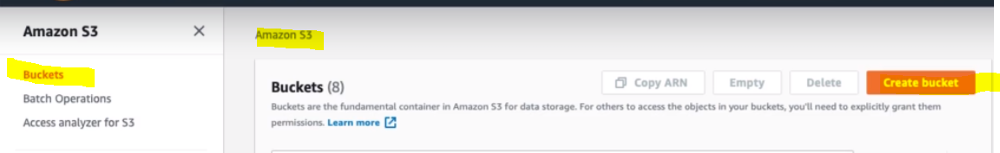 Amazon S3
Buckets
Batch Operations
Access analyzer for S3
Amazon S3
Buckets (8)
Copy ARN
Empty
Delete
Create bucket
Buckets are the fundamental container in Amazon S3 for data storage. For others to access the objects in your buckets, you'll need to explicitly grant them
permissions. Learn more